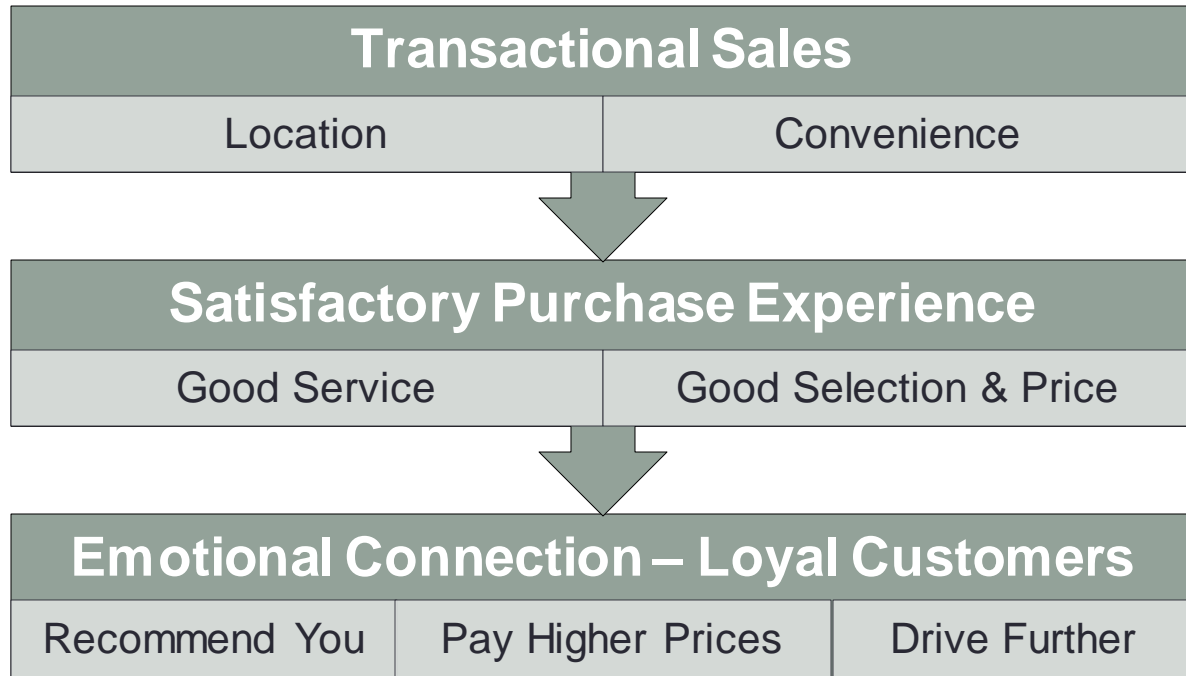 Transactional Sales
Location
Convenience
Satisfactory Purchase Experience
Good Service
Good Selection & Price
Emotional Connection – Loyal Customers
Recommend You
Pay Higher Prices
Drive Further